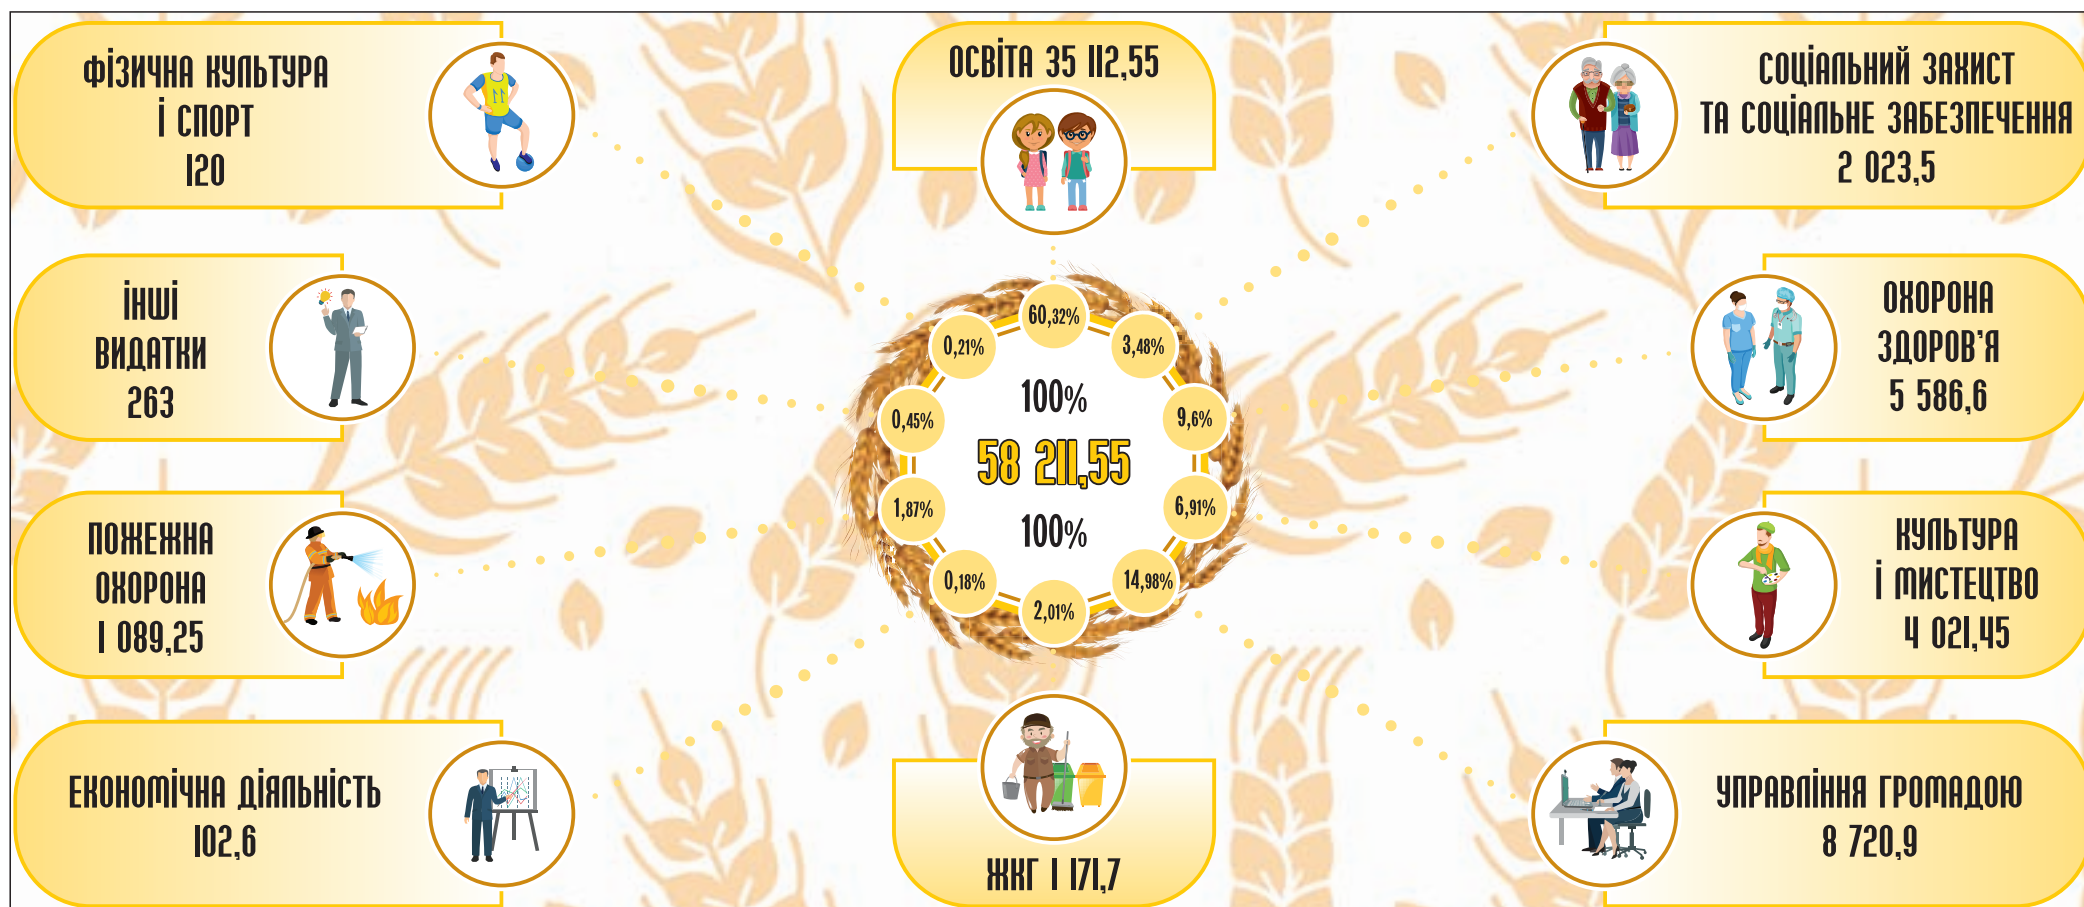 ФІЗИЧНА КУЛЬТУРА
І СПОРТ
120
ОСВІТА 35 112,55
СОЦІАЛЬНИЙ ЗАХИСТ
ТА СОЦІАЛЬНЕ ЗАБЕЗПЕЧЕННЯ
2 023,5
ІНШІ
ВИДАТКИ
263
ОХОРОНА
ЗДОРОВ'Я
5 586,6
60,32%
0,21%
3,48%
100%
0,45%
9,6%
58 211,55
1,87%
6,91%
100%
0,18%
14,98%
2,01%
ПОЖЕЖНА
ОХОРОНА
1 089,25
КУЛЬТУРА
І МИСТЕЦТВО
4 021,45
ЕКОНОМІЧНА ДІЯЛЬНІСТЬ
102,6
ЖКГ 1 171,7
УПРАВЛІННЯ ГРОМАДОЮ
8 720,9